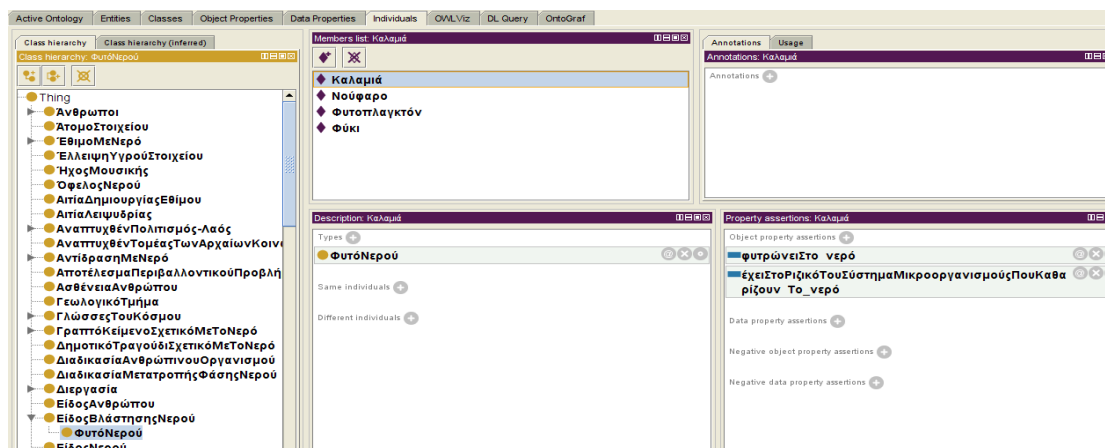 Active Ontology Entities Classes Object Properties Data Properties Individuals OWLViz DL Query OntoGraf
Class hierarchy Class hierarchy (inferred)
Class hierarchy: ΦυτόΝερού
Thing
Άνθρωποι
ΆτομοΣτοιχείου
ΈθιμοΜεΝερό
ΈλλειψηΥγρούΣτοιχείου
ΉχοςΜουσικής
ΌφελοςΝερού
ΑιτίαΔημιουργίαςΕθίμου
ΑιτίαΛειψυδρίας
ΑναπτυχθένΠολιτισμός-Λαός
ΑναπτυχθένΤομέαςΤωνΑρχαίωνΚοινι
ΑντίδρασηΜεΝερό
ΑποτέλεσμαΠεριβαλλοντικούΠροβλή
ΑσθένειαΑνθρώπου
ΓεωλογικόΤμήμα
ΓλώσσεςΤουΚόσμου
ΓραπτόΚείμενοΣχετικόΜεΤοΝερό
ΔημοτικόΤραγούδιΣχετικόΜεΤοΝερό
ΔιαδικασίαΑνθρώπινουΟργανισμού
ΔιαδικασίαΜετατροπήςΦάσηςΝερού
Διεργασία
ΕίδοςΑνθρώπου
ΕίδοςΒλάστησηςΝερού
ΦυτόΝερού
ΕίδοςΝερού
Members list: Καλαμιά
Καλαμιά
Νούφαρο
Φυτοπλαγκτόν
Φύκι
Description: Καλαμιά
Types
ΦυτόΝερού
Same individuals
Different individuals
Annotations Usage
Annotations: Καλαμιά
Annotations
Property assertions: Καλαμιά
Object property assertions
φυτρώνειΣτο νερό
έχειΣτοΡιζικόΤουΣύστημαΜικροοργανισμούςΠουΚαθα
ρίζουν Το_νερό
Data property assertions
Negative object property assertions
Negative data property assertions